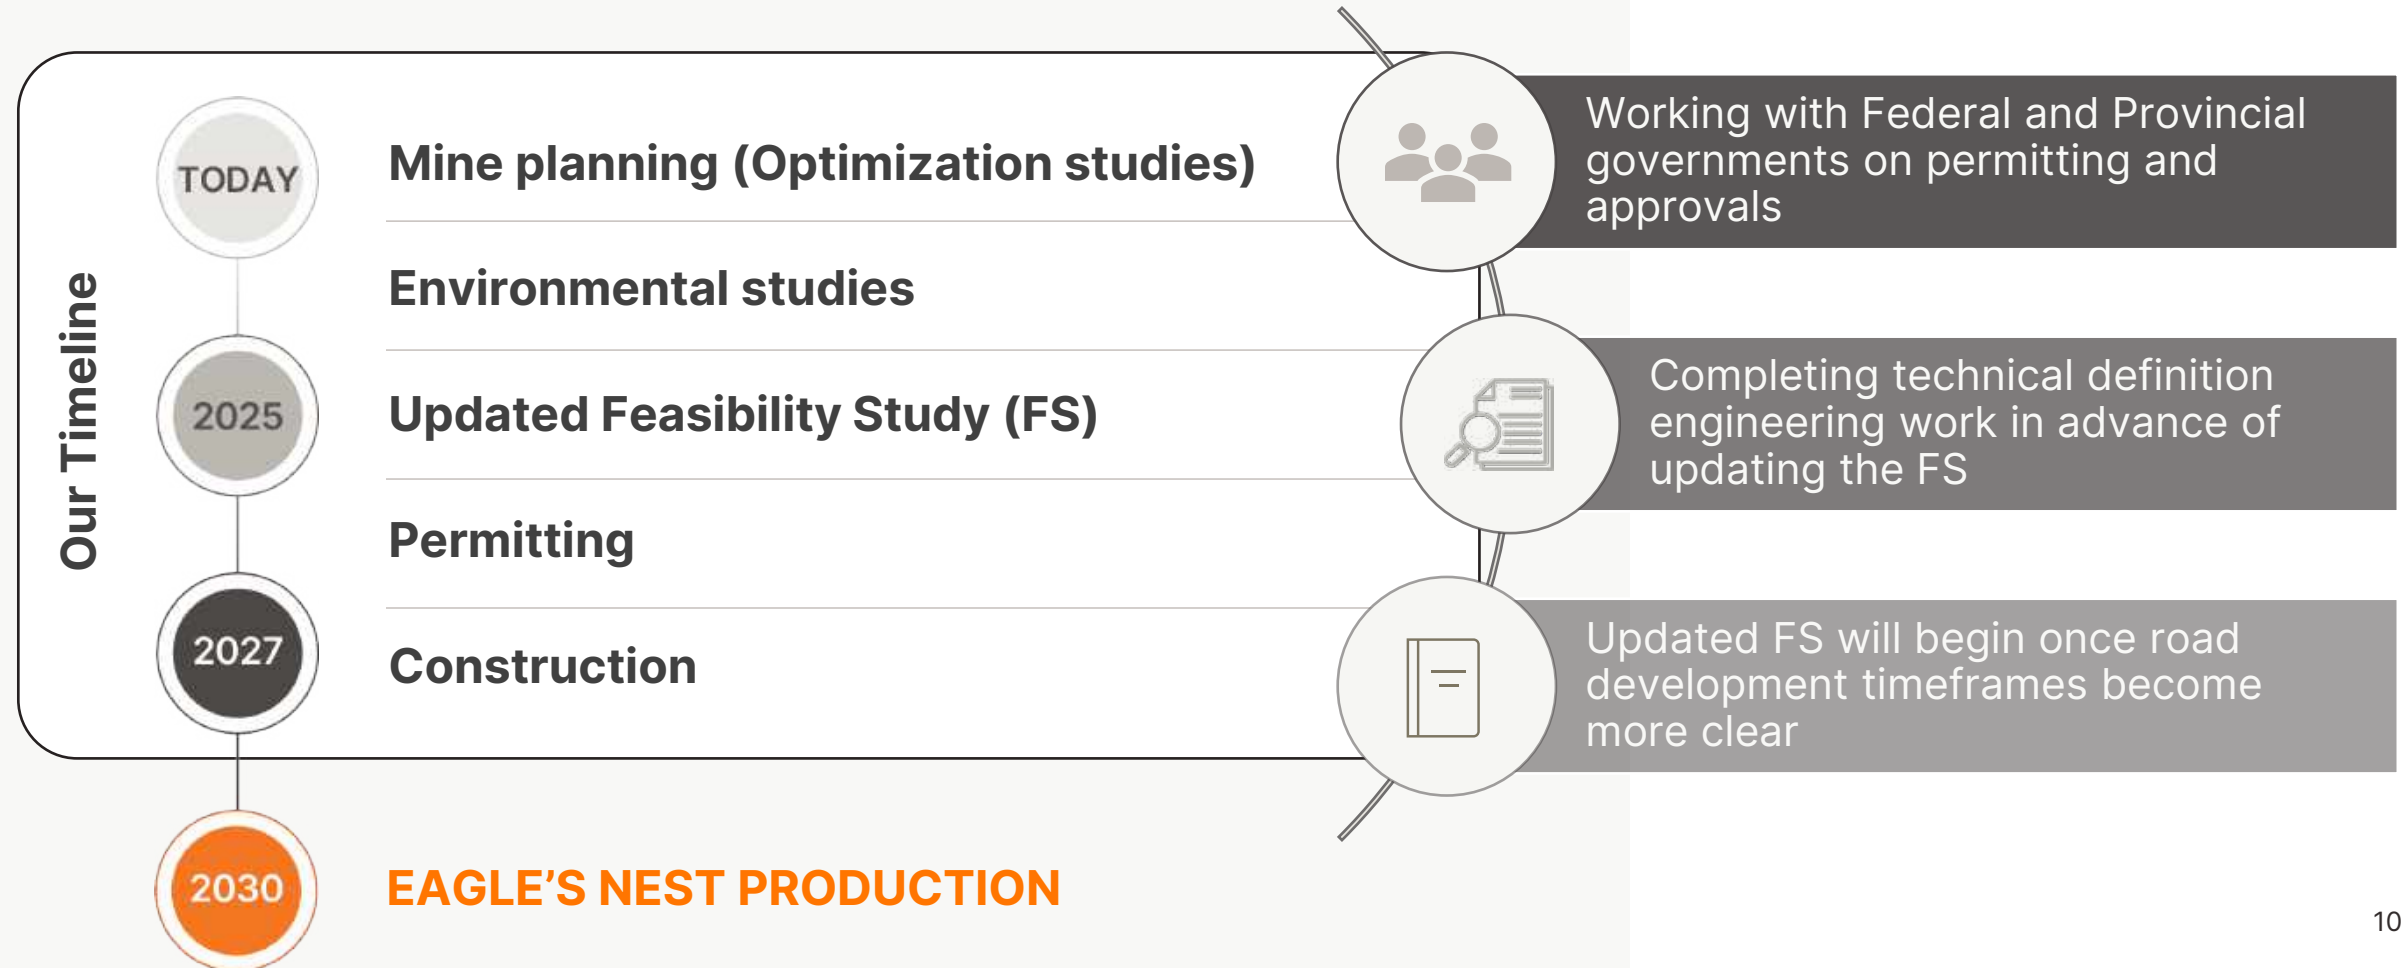 Our Timeline
TODAY
Mine planning (Optimization studies)
Environmental studies
2025
Updated Feasibility Study (FS)
Permitting
2027
Construction
2030
EAGLE’S NEST PRODUCTION
Working with Federal and Provincial
governments on permitting and
approvals
Completing technical definition
engineering work in advance of
updating the FS
Updated FS will begin once road
development timeframes become
more clear
10